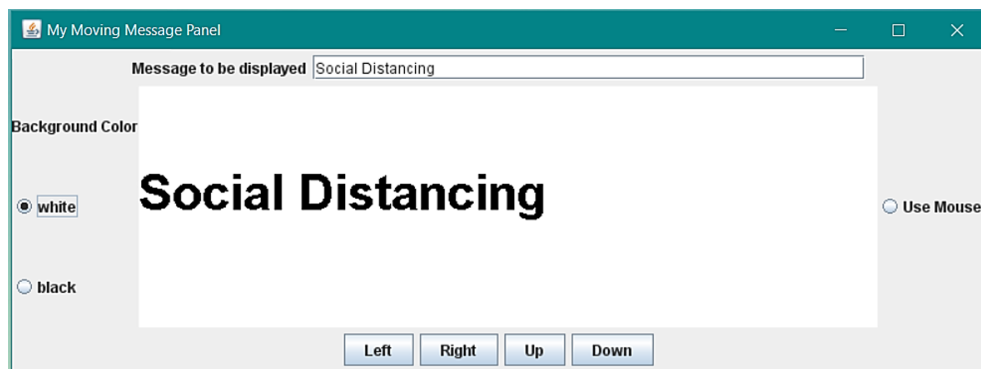 My Moving Message Panel
Message to be displayed Social Distancing
Background Color
Social Distancing
white
Use Mouse
black
Left Right Up Down